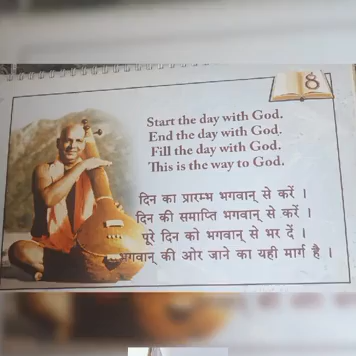 8
Start the day with God.
End the day with God.
Fill the day with God.
This is the way to God.
दिन का प्रारम्भ भगवान् से करें ।
दिन की समाप्ति भगवान् से करें ।
पूरे दिन को भगवान् से भर दें ।
भगवान् की ओर जाने का यही मार्ग है ।